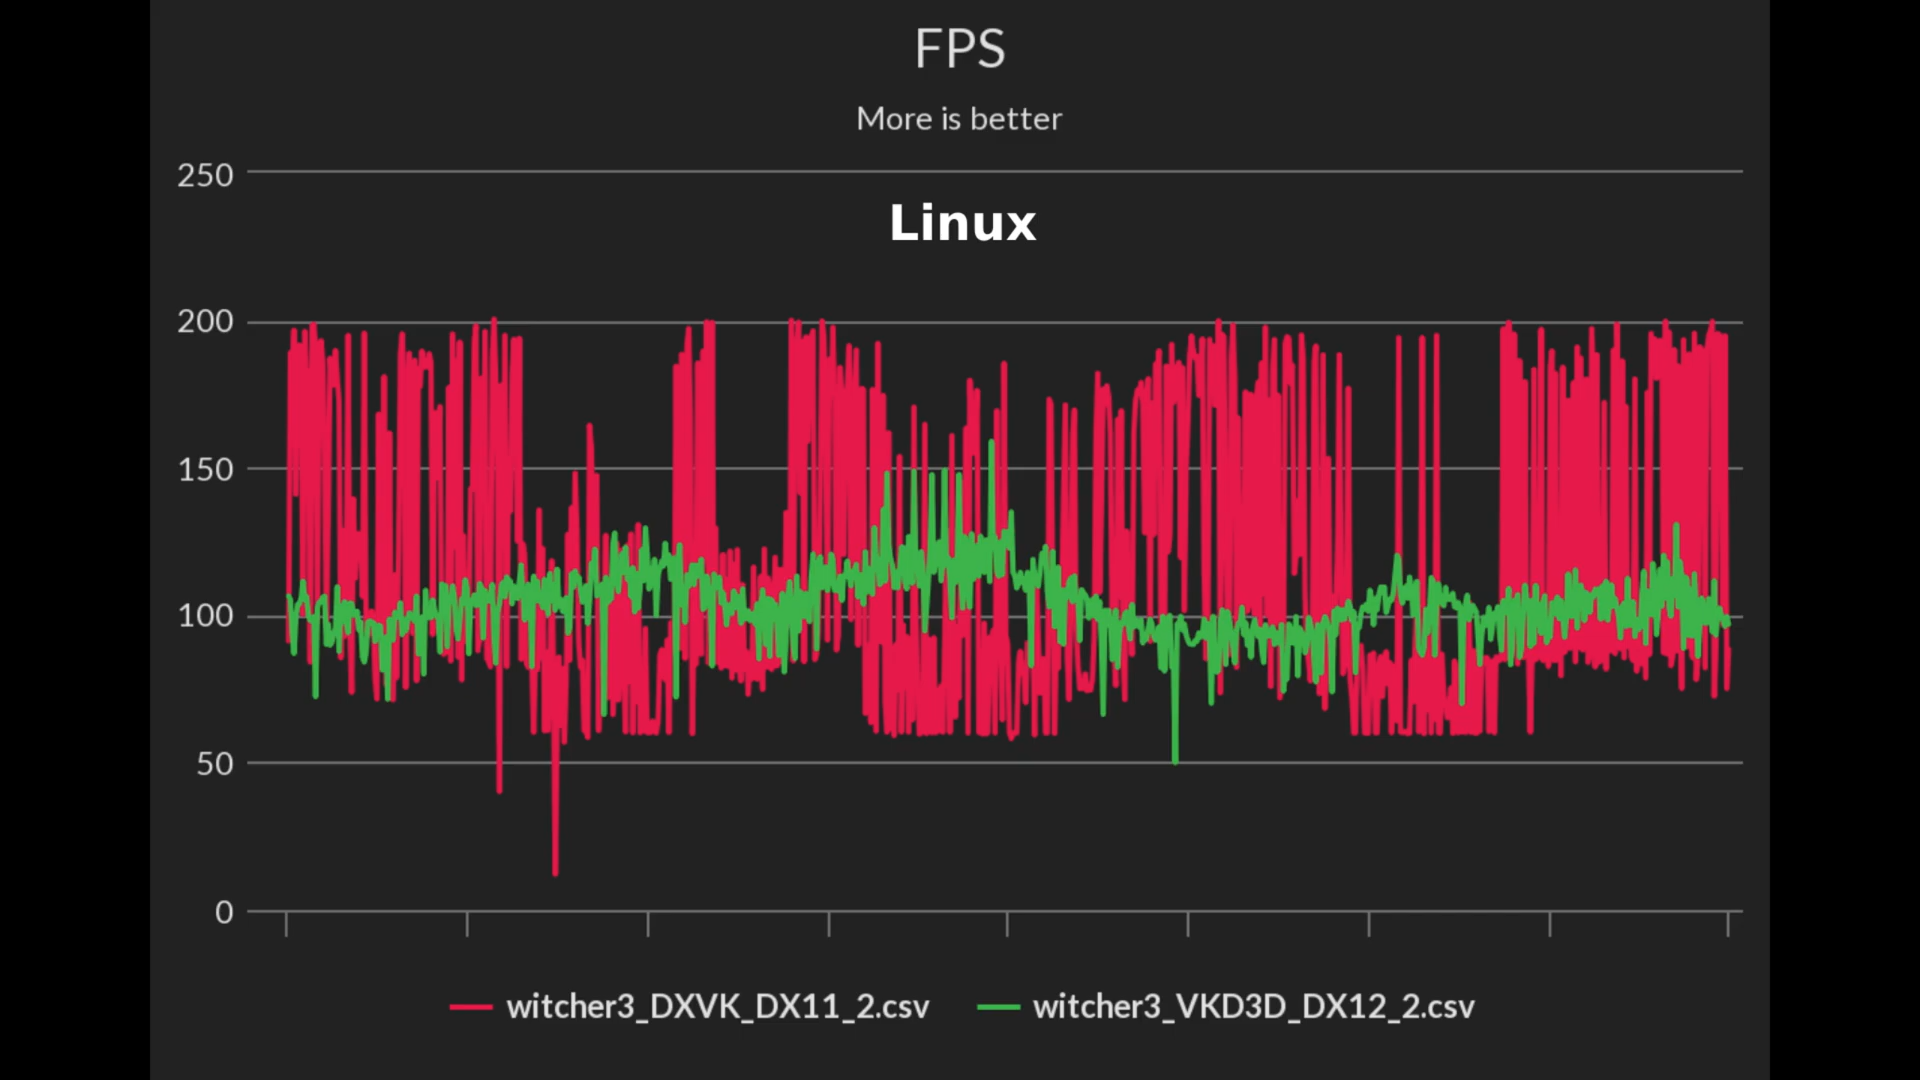 FPS
More is better
250
Linux
200
150
100
50
0
witcher3_DXVK_DX11_2.csv
witcher3_VKD3D_DX12_2.csv